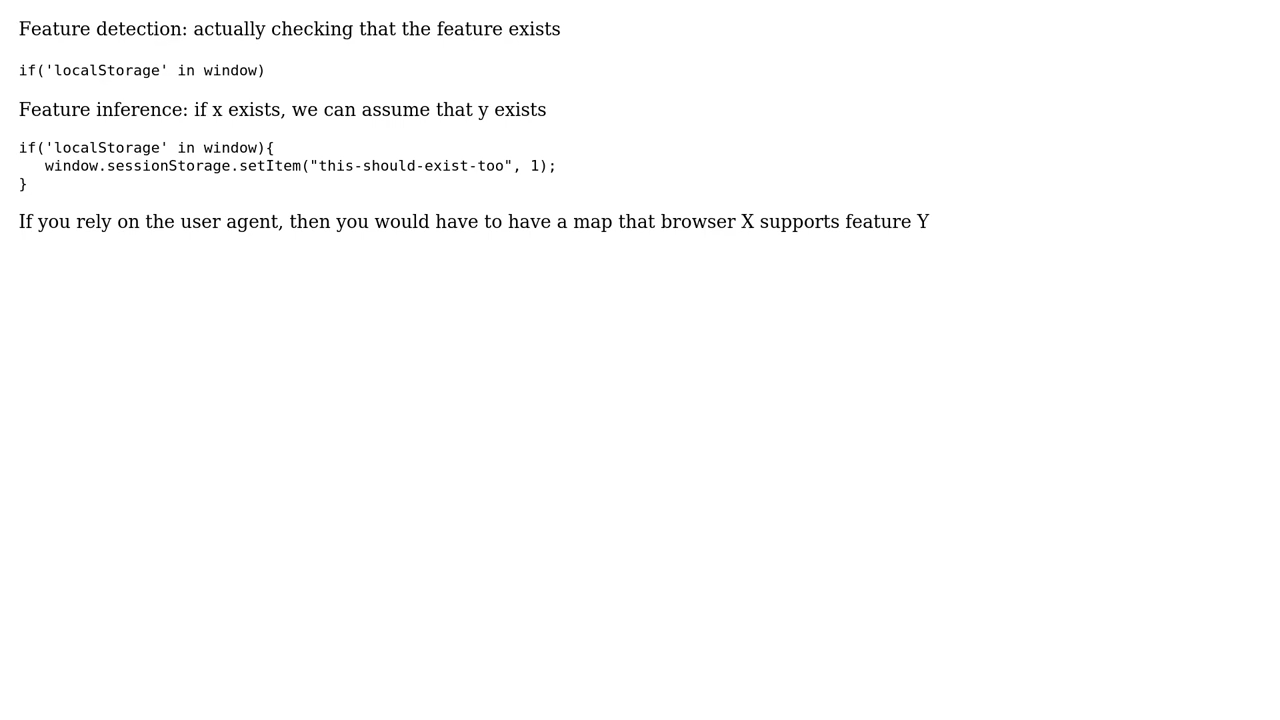 Feature detection: actually checking that the feature exists
if('localStorage' in window)
Feature inference: if x exists, we can assume that y exists
if('localStorage' in window){
   window.sessionStorage.setItem("this-should-exist-too", 1);
}
If you rely on the user agent, then you would have to have a map that browser X supports feature Y